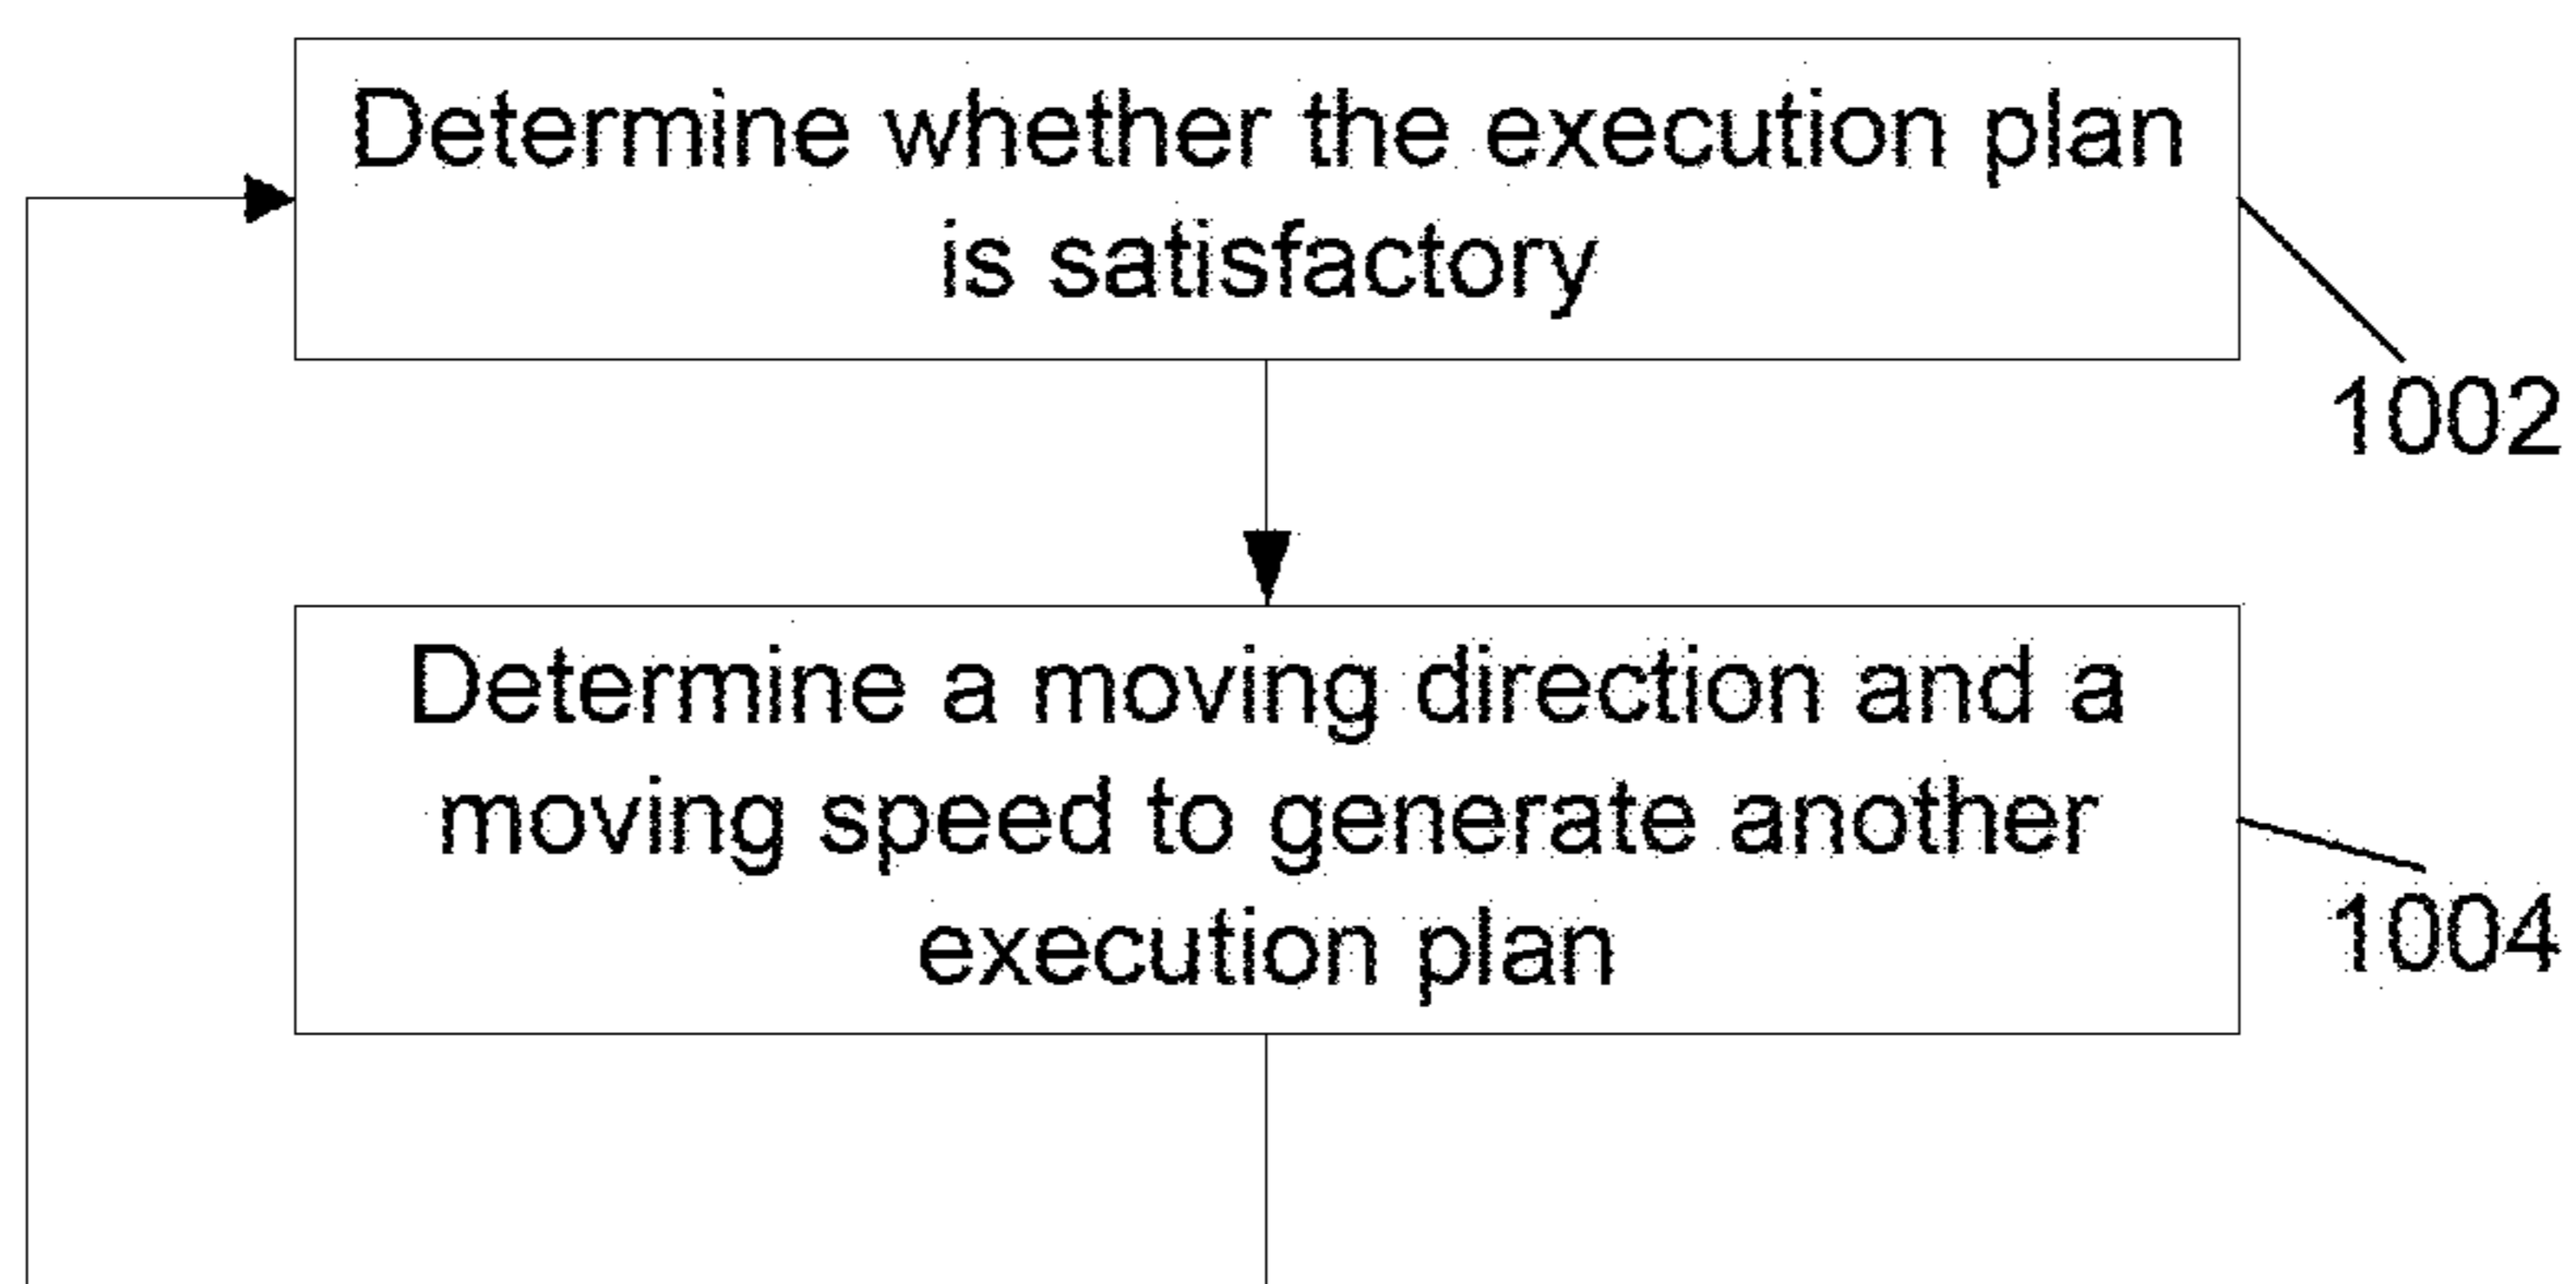 Determine whether the execution plan
is satisfactory
1002
Determine a moving direction and a
moving speed to generate another
execution plan
1004